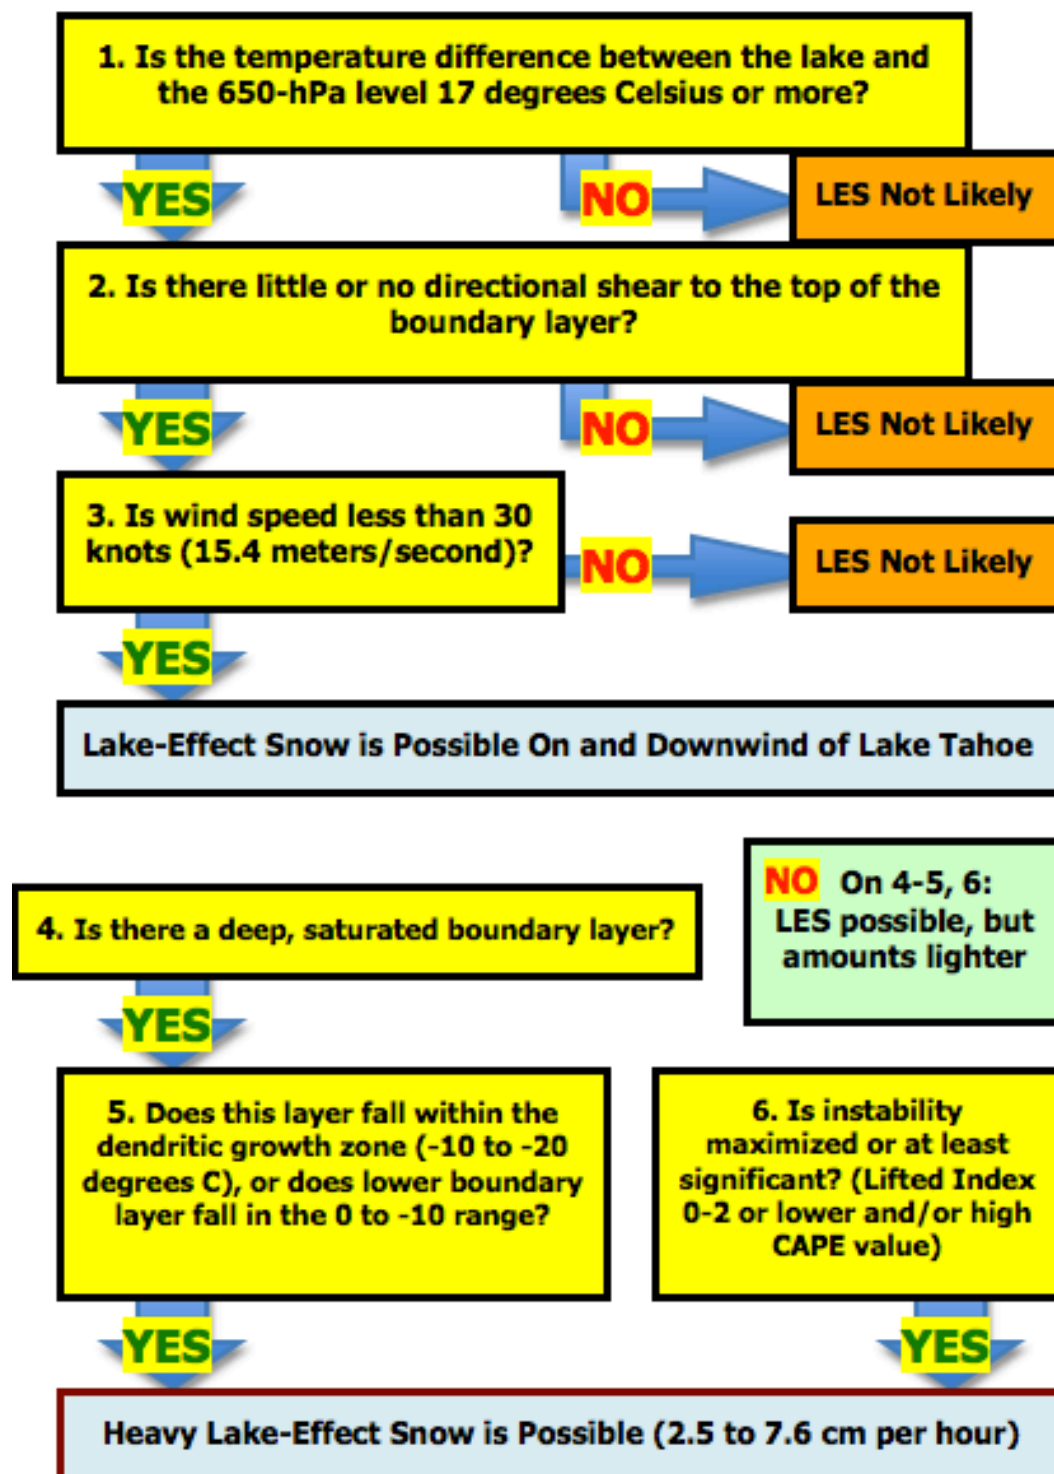 1. Is the temperature difference between the lake and
the 650-hPa level 17 degrees Celsius or more?
YES
NO
LES Not Likely
2. Is there little or no directional shear to the top of the
boundary layer?
YES
NO
LES Not Likely
3. Is wind speed less than 30
knots (15.4 meters/second)?
NO
LES Not Likely
YES
Lake-Effect Snow is Possible On and Downwind of Lake Tahoe
NO On 4-5, 6:
LES possible, but
amounts lighter
4. Is there a deep, saturated boundary layer?
YES
5. Does this layer fall within the
dendritic growth zone (-10 to -20
degrees C), or does lower boundary
layer fall in the 0 to -10 range?
6. Is instability
maximized or at least
significant? (Lifted Index
0-2 or lower and/or high
CAPE value)
YES
YES
Heavy Lake-Effect Snow is Possible (2.5 to 7.6 cm per hour)